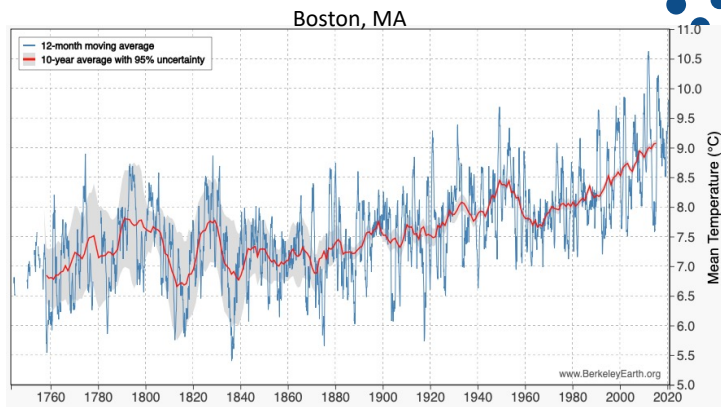 Boston, MA
12-month moving average
10-year average with 95% uncertainty
11.0
10.5
10.0
9.5
9.0
8.5
8.0
7.5
7.0
6.5
6.0
5.5
5.0
Mean Temperature (°C)
www.BerkeleyEarth.org
1760 1780 1800 1820 1840 1860 1880 1900 1920 1940 1960 1980 2000 2020